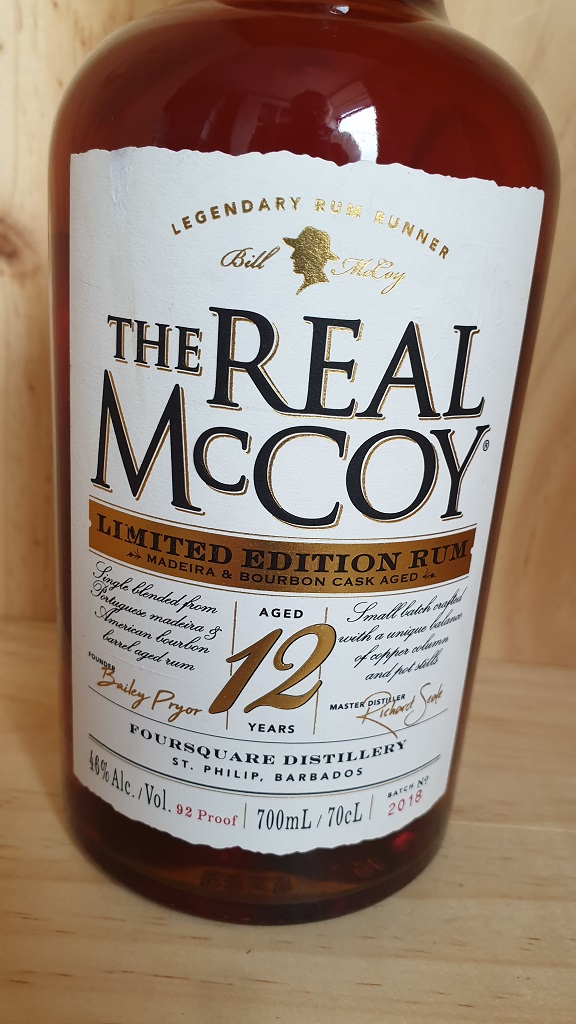 LEGENDARY RUM RUNNER
Bill McCoy
THE REAL
McCOY®
LIMITED EDITION RUM
MADEIRA & BOURBON CASK AGED
Single blended from
Portuguese madeira &
American bourbon
barrel aged rum
FOUNDER
Bailey Pryor
AGED
12
YEARS
Small batch crafted
with a unique balance
of copper column
and pot stills
MASTER DISTILLER
Richard Seale
FOURSQUARE DISTILLERY
ST. PHILIP, BARBADOS
46% Alc./Vol. 92 Proof
700mL / 70cL
BATCH No
2018